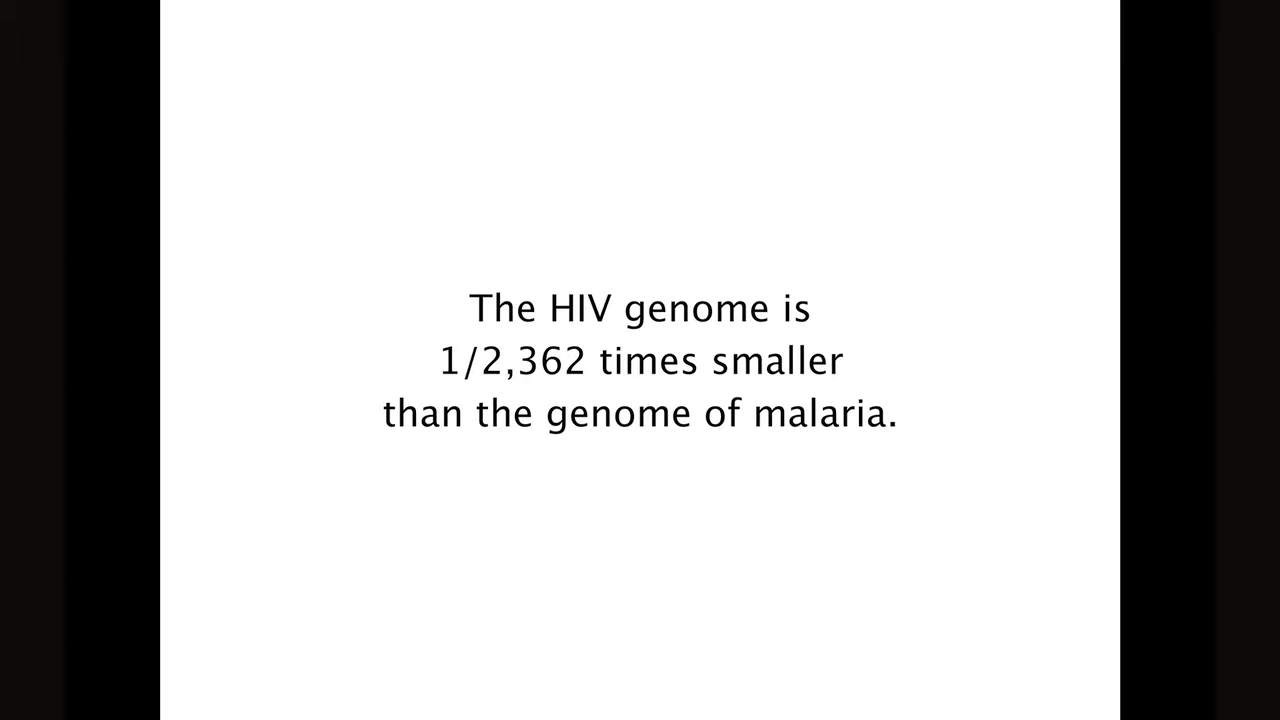 The HIV genome is
1/2,362 times smaller
than the genome of malaria.